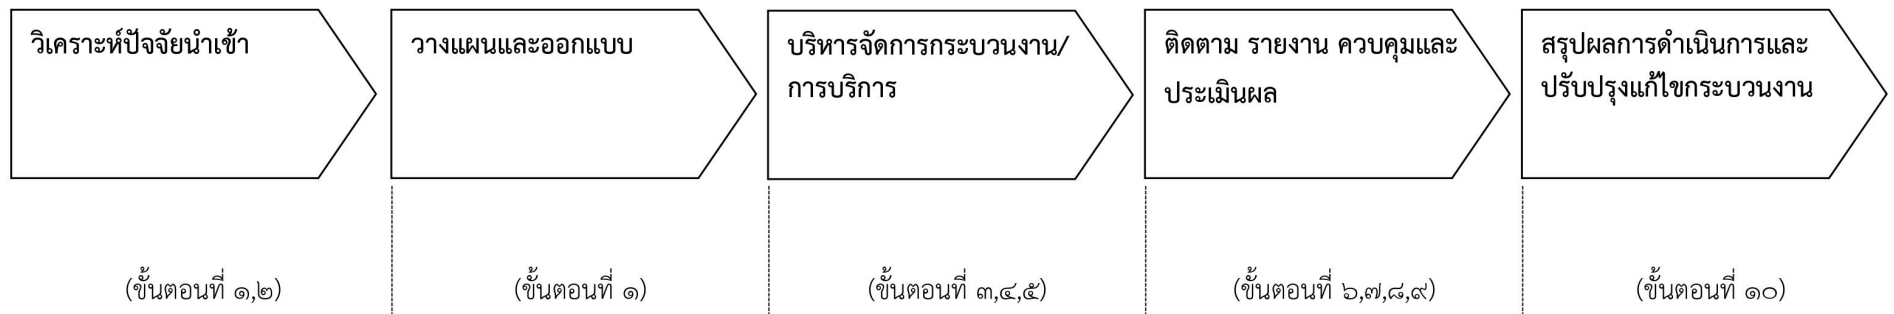 วิเคราะห์ปัจจัยนำเข้า
วางแผนและออกแบบ
บริหารจัดการกระบวนงาน/
การบริการ
ติดตาม รายงาน ควบคุมและ
ประเมินผล
สรุปผลการดำเนินการและ
ปรับปรุงแก้ไขกระบวนงาน
(ขั้นตอนที่ ๑,๒)
(ขั้นตอนที่ ๑)
(ขั้นตอนที่ ๓,๔,๕)
(ขั้นตอนที่ ๖,๗,๘,๙)
(ขั้นตอนที่ ๑๐)